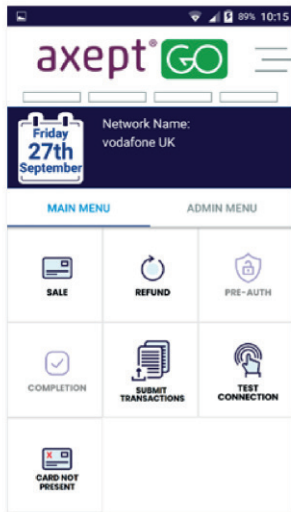 89% 10:15
axept® GO
Friday
27th
September
Network Name:
vodafone UK
MAIN MENU
ADMIN MENU
SALE
REFUND
PRE-AUTH
COMPLETION
SUBMIT
TRANSACTIONS
TEST
CONNECTION
CARD NOT
PRESENT